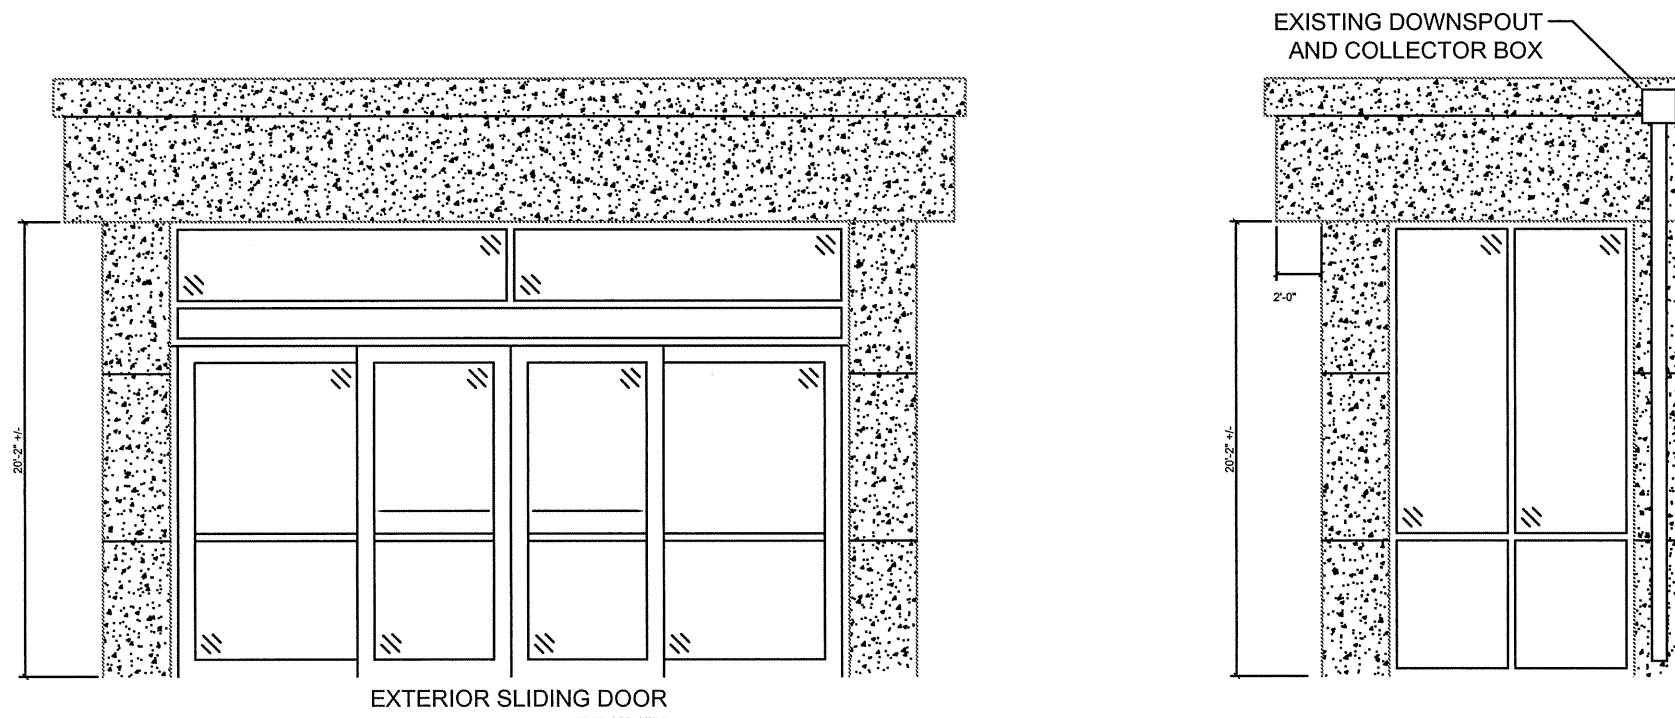 EXISTING DOWNSPOUT
AND COLLECTOR BOX
2'-0"
20'-2" +/-
20'-2" +/-
EXTERIOR SLIDING DOOR